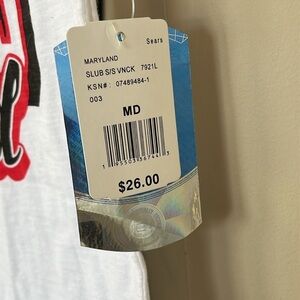 Sears
MARYLAND
SLUB S/S VNCK 7921L
KSN#: 07489484-1
003
MD
$26.00